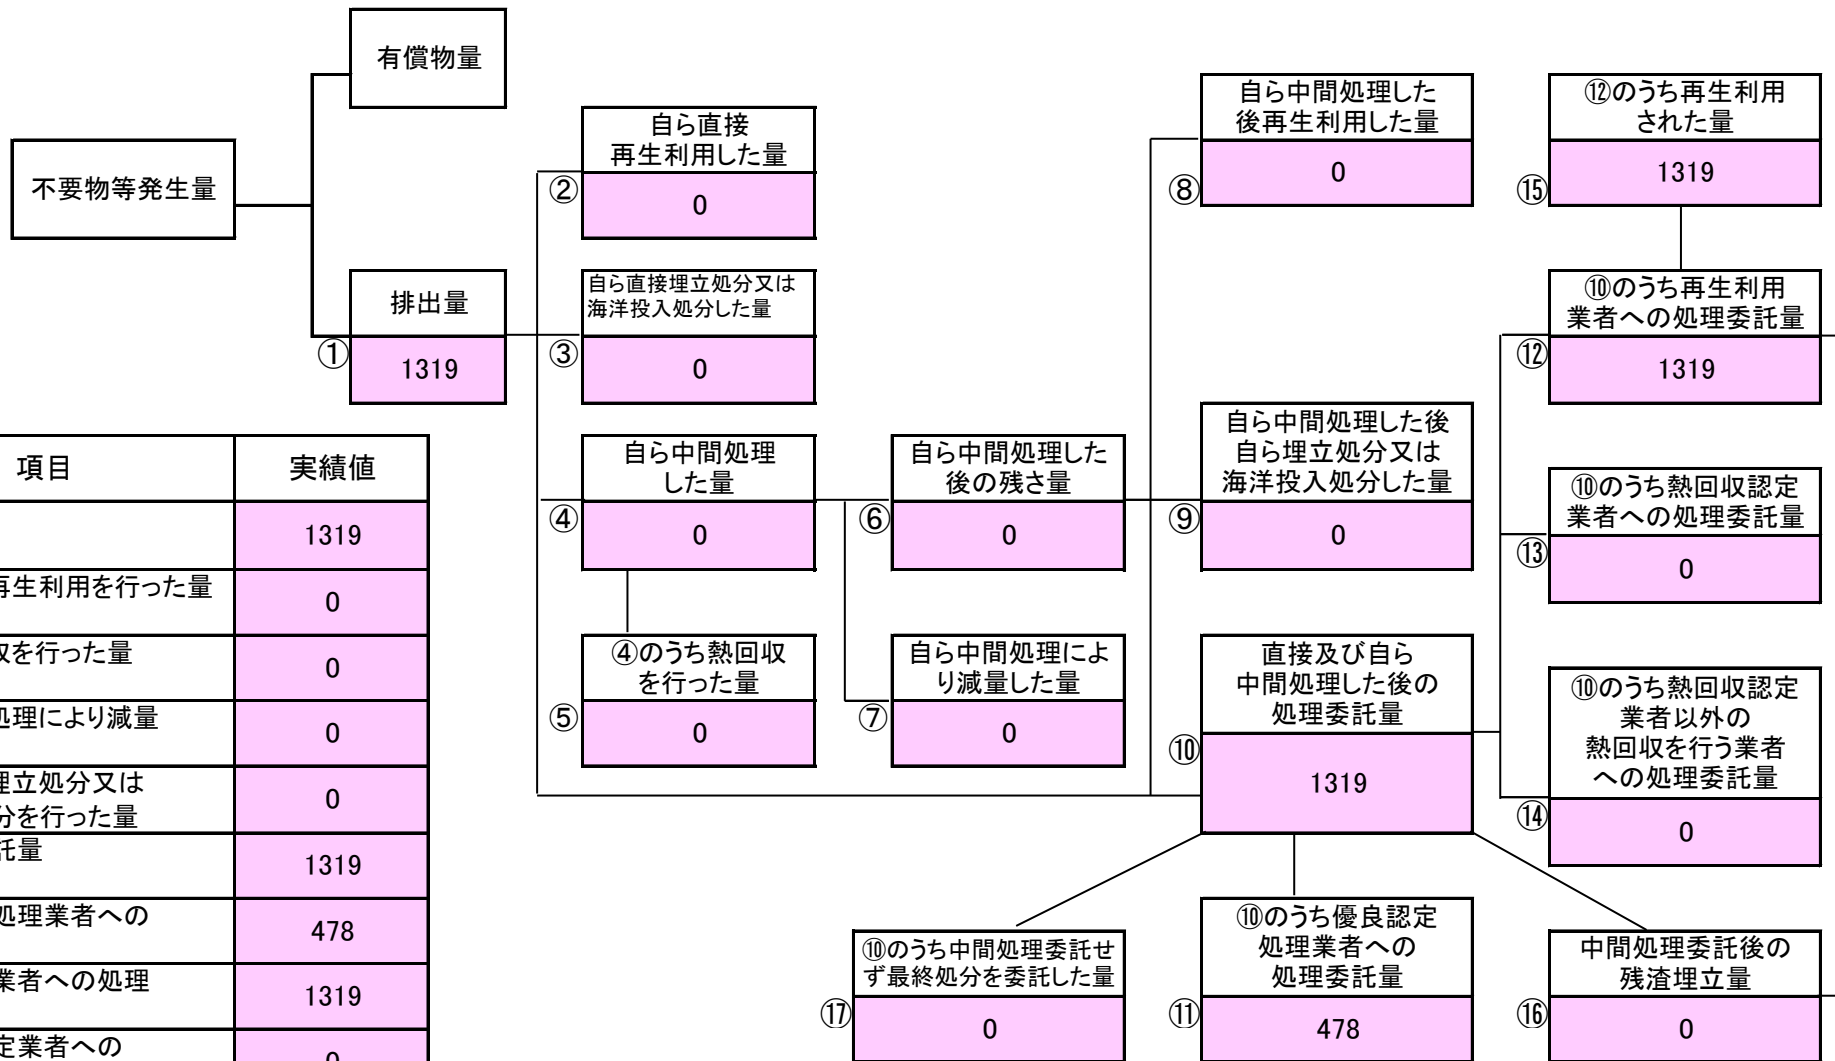 有償物量
不要物等発生量
排出量
①
1319
自ら直接
再生利用した量
②
0
自ら直接埋立処分又は
海洋投入処分した量
③
0
自ら中間処理
した量
④
0
④のうち熱回収
を行った量
⑤
0
自ら中間処理した
後の残さ量
⑥
0
自ら中間処理によ
り減量した量
⑦
0
自ら中間処理した
後再生利用した量
⑧
0
自ら中間処理した後
自ら埋立処分又は
海洋投入処分した量
⑨
0
直接及び自ら
中間処理した後の
処理委託量
⑩
1319
⑫のうち再生利用
された量
⑮
1319
⑩のうち再生利用
業者への処理委託量
⑫
1319
⑩のうち熱回収認定
業者への処理委託量
⑬
0
⑩のうち熱回収認定
業者以外の
熱回収を行う業者
への処理委託量
⑭
0
⑩のうち中間処理委託せ
ず最終処分を委託した量
⑰
0
⑩のうち優良認定
処理業者への
処理委託量
⑪
478
中間処理委託後の
残渣埋立量
⑯
0
項目 実績値
1319
再生利用を行った量 0
を行った量 0
処理により減量 0
埋立処分又は
分を行った量 0
託量 1319
処理業者への 478
業者への処理 1319
定業者への 0